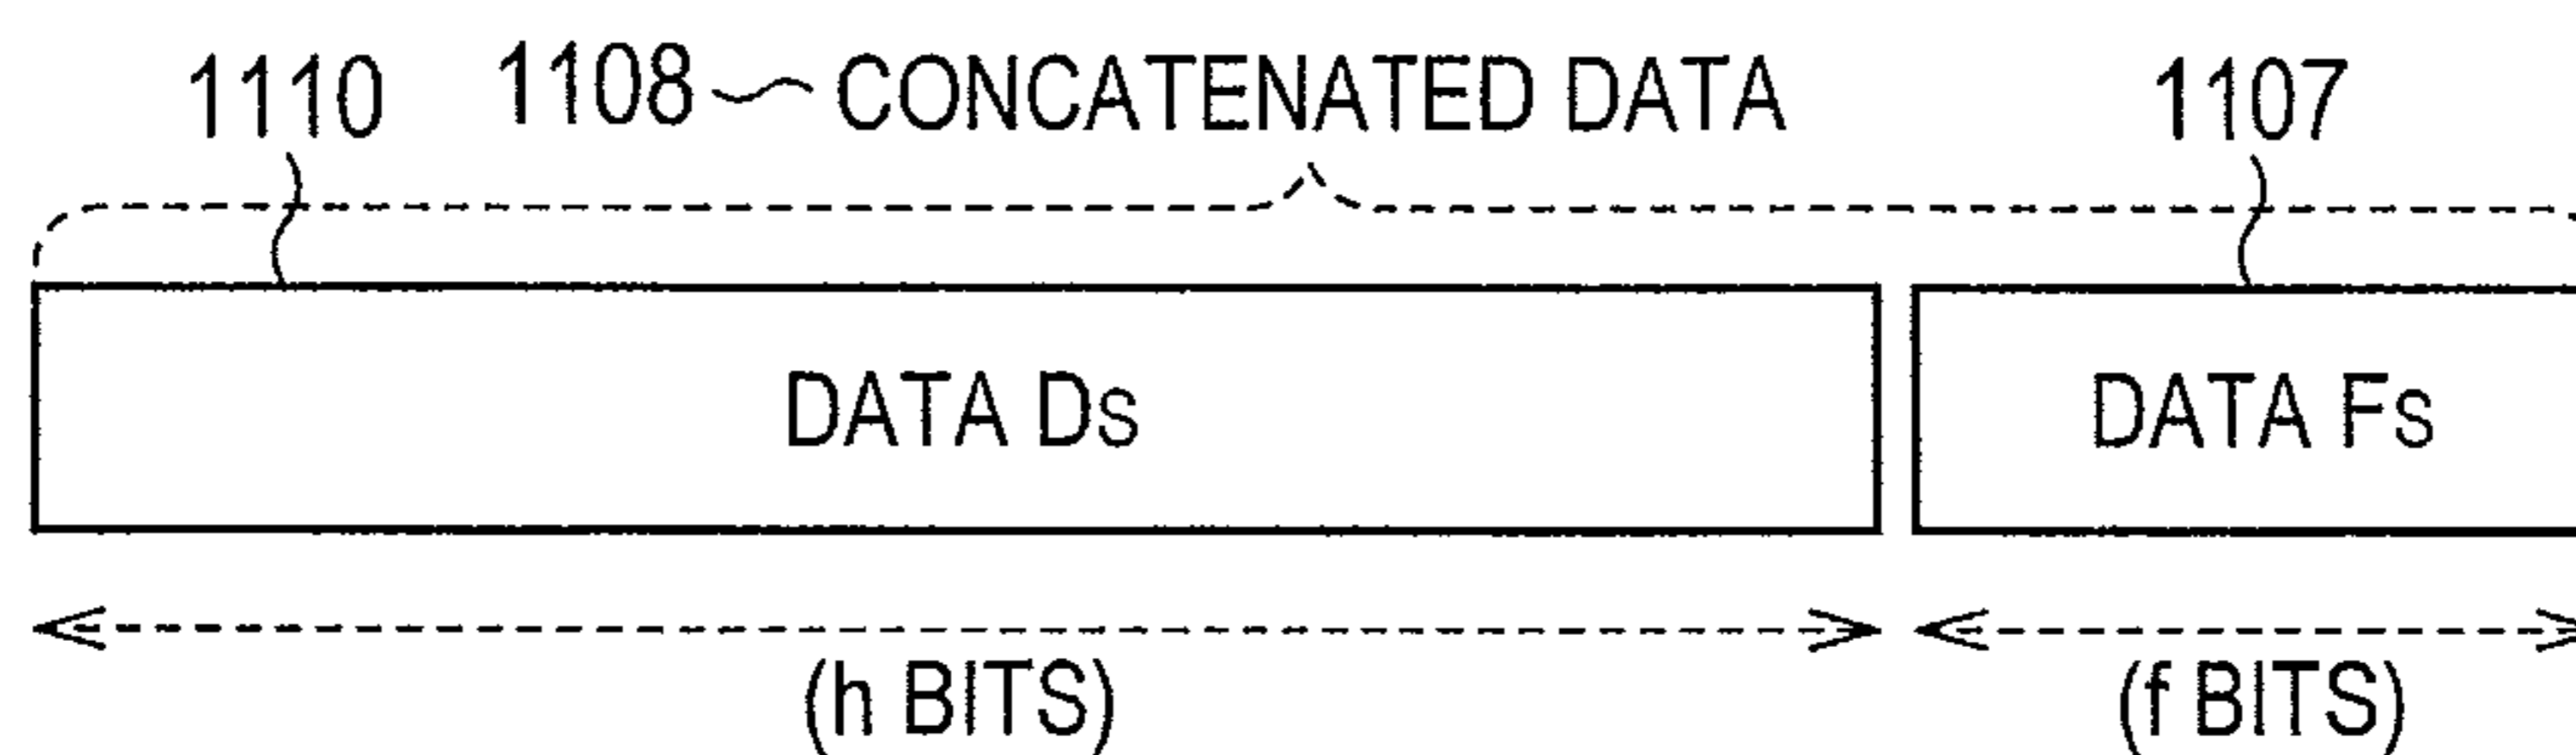 1110 1108 CONCATENATED DATA 1107
DATA Ds DATA Fs
(h BITS) (f BITS)